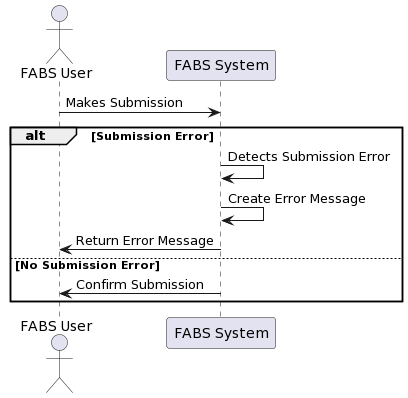 FABS User
FABS System
Makes Submission
alt
[Submission Error]
Detects Submission Error
Create Error Message
Return Error Message
[No Submission Error]
Confirm Submission
FABS User
FABS System